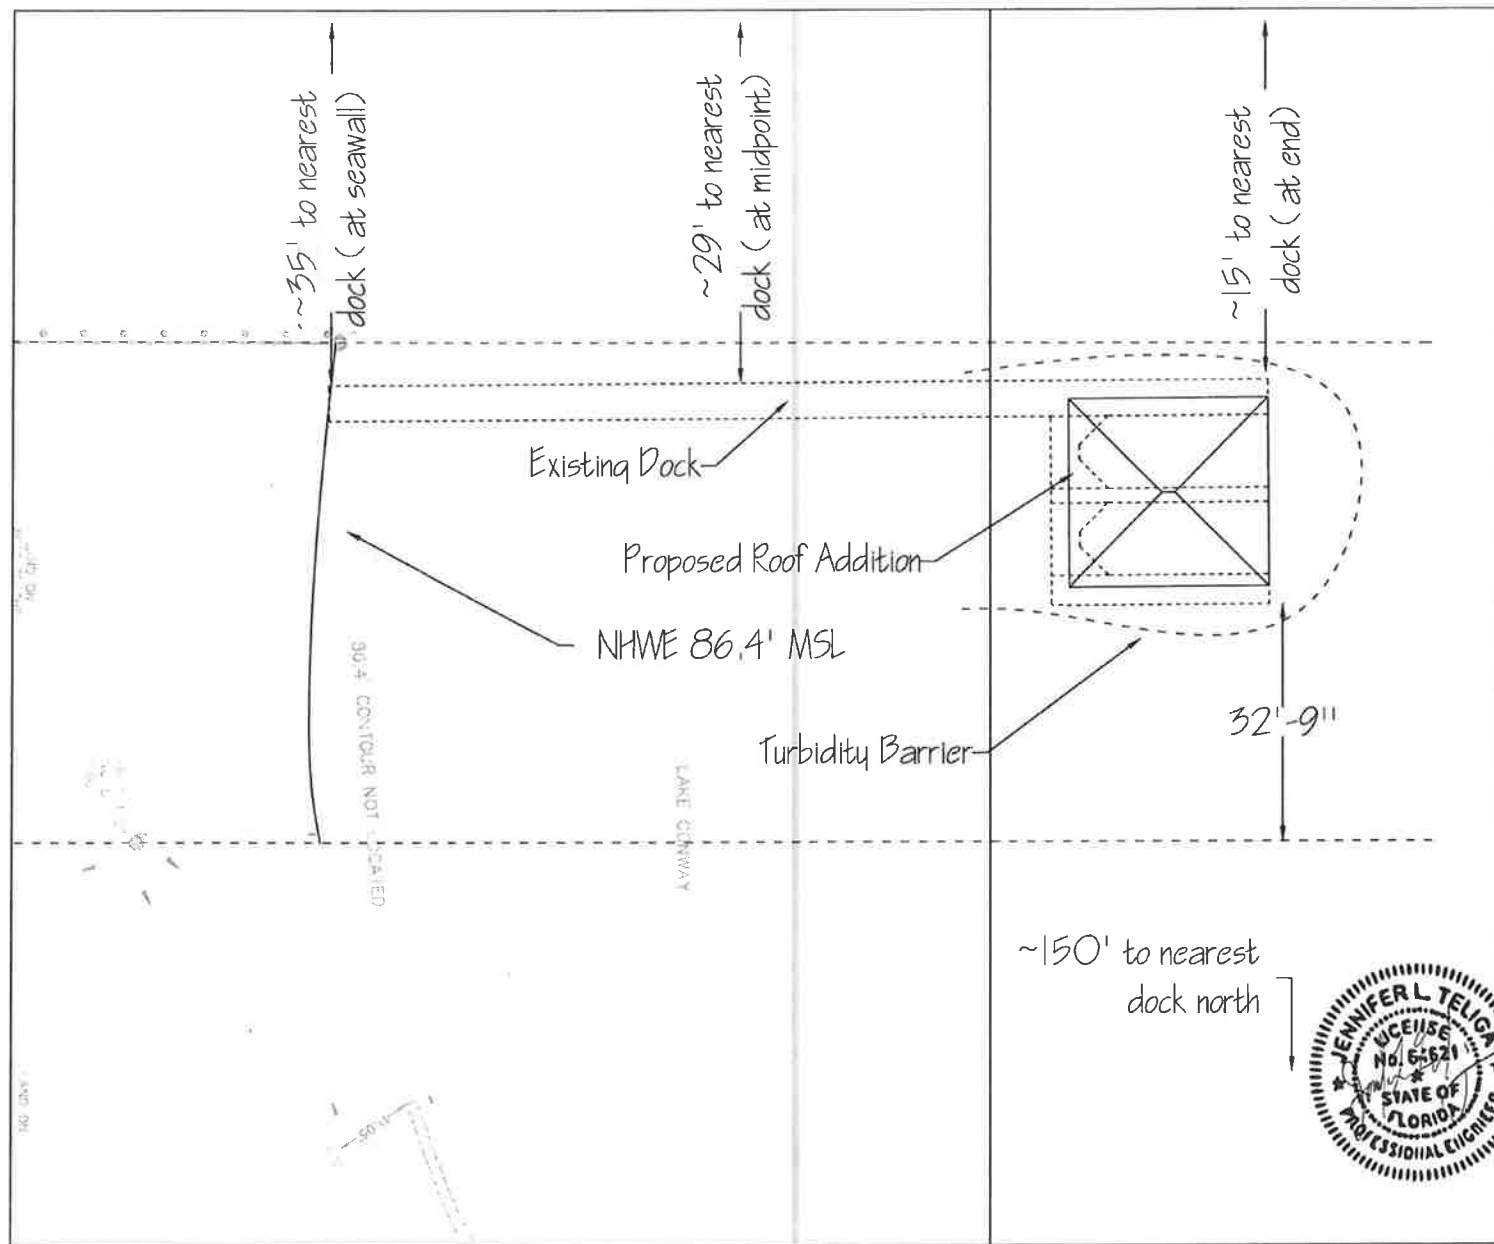 ~35' to nearest
dock ( at seawall)
~29' to nearest
dock ( at midpoint)
~15' to nearest
dock ( at end)
Existing Dock
Proposed Roof Addition
NHWE 86.4' MSL
86.4' CONTOUR NOT LOCATED
LAKE CONWAY
Turbidity Barrier
32'-9"
~150' to nearest
dock north
JENNIFER L. TELIGA
LICENSE
No.
STATE OF
FLORIDA
PROFESSIONAL ENGINEER